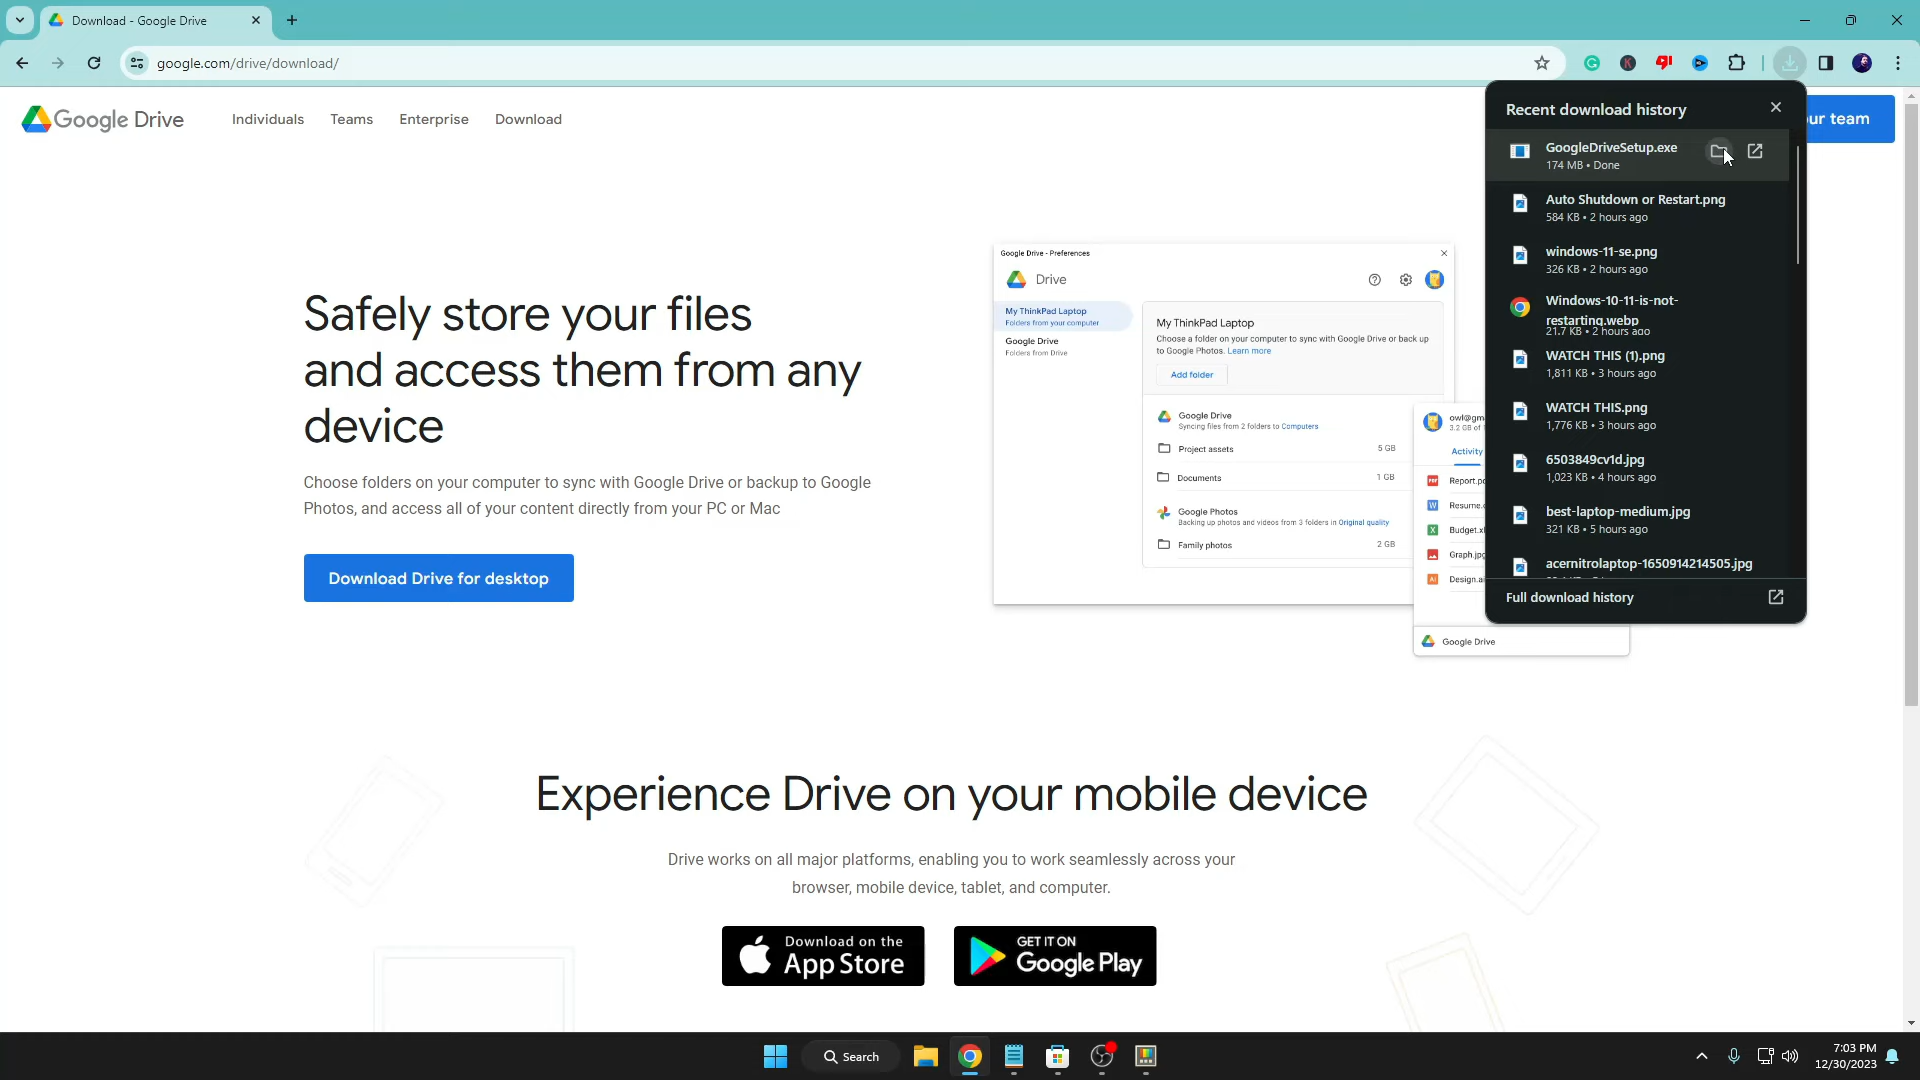 Download - Google Drive
google.com/drive/download/
Google Drive
Individuals
Teams
Enterprise
Download
ur team
Recent download history
GoogleDriveSetup.exe
174 MB • Done
Auto Shutdown or Restart.png
584 KB • 2 hours ago
windows-11-se.png
326 KB • 2 hours ago
Windows-10-11-is-not-
restarting.webp
21.7 KB • 2 hours ago
WATCH THIS (1).png
1,811 KB • 3 hours ago
WATCH THIS.png
1,776 KB • 3 hours ago
6503849cv1d.jpg
1,023 KB • 4 hours ago
best-laptop-medium.jpg
321 KB • 5 hours ago
acernitrolaptop-1650914214505.jpg
Full download history
Safely store your files
and access them from any
device
Choose folders on your computer to sync with Google Drive or backup to Google
Photos, and access all of your content directly from your PC or Mac
Download Drive for desktop
Google Drive - Preferences
Drive
My ThinkPad Laptop
Folders from your computer
Google Drive
Folders from Drive
My ThinkPad Laptop
Choose a folder on your computer to sync with Google Drive or back up
to Google Photos. Learn more
Add folder
Google Drive
Syncing files from 2 folders to Computers
Project assets 5 GB
Documents 1 GB
Google Photos
Backing up photos and videos from 3 folders in Original quality
Family photos 2 GB
owl@gm
3.2 GB of
Activity
Report.p
Resume.
Budget.x
Graph.jp
Design.a
Google Drive
Experience Drive on your mobile device
Drive works on all major platforms, enabling you to work seamlessly across your
browser, mobile device, tablet, and computer.
Download on the
App Store
GET IT ON
Google Play
Search
7:03 PM
12/30/2023